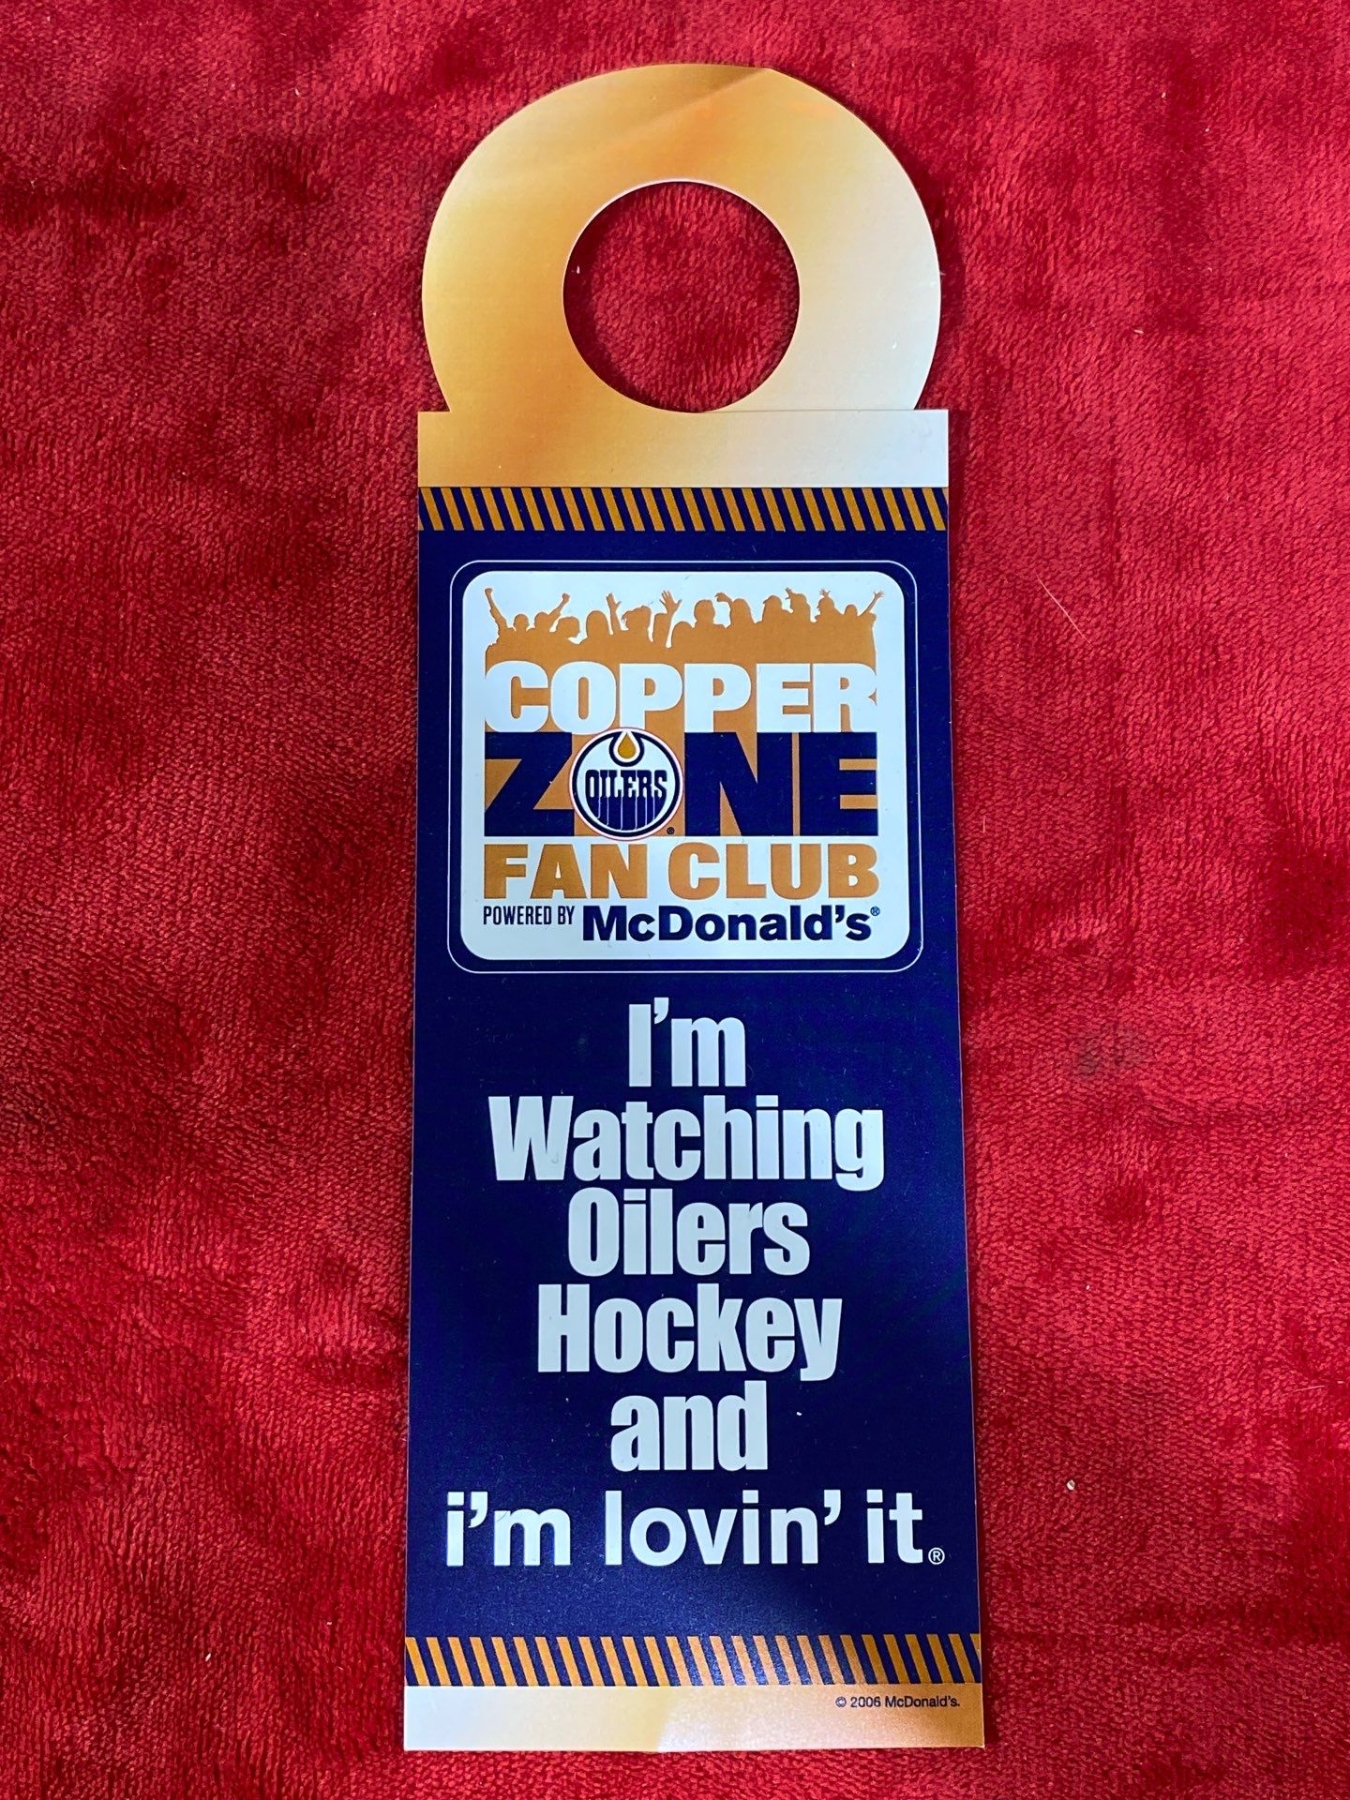 COPPER
ZONE
OILERS
FAN CLUB
POWERED BY McDonald's®
I'm
Watching
Oilers
Hockey
and
i'm lovin' it®
© 2006 McDonald's.